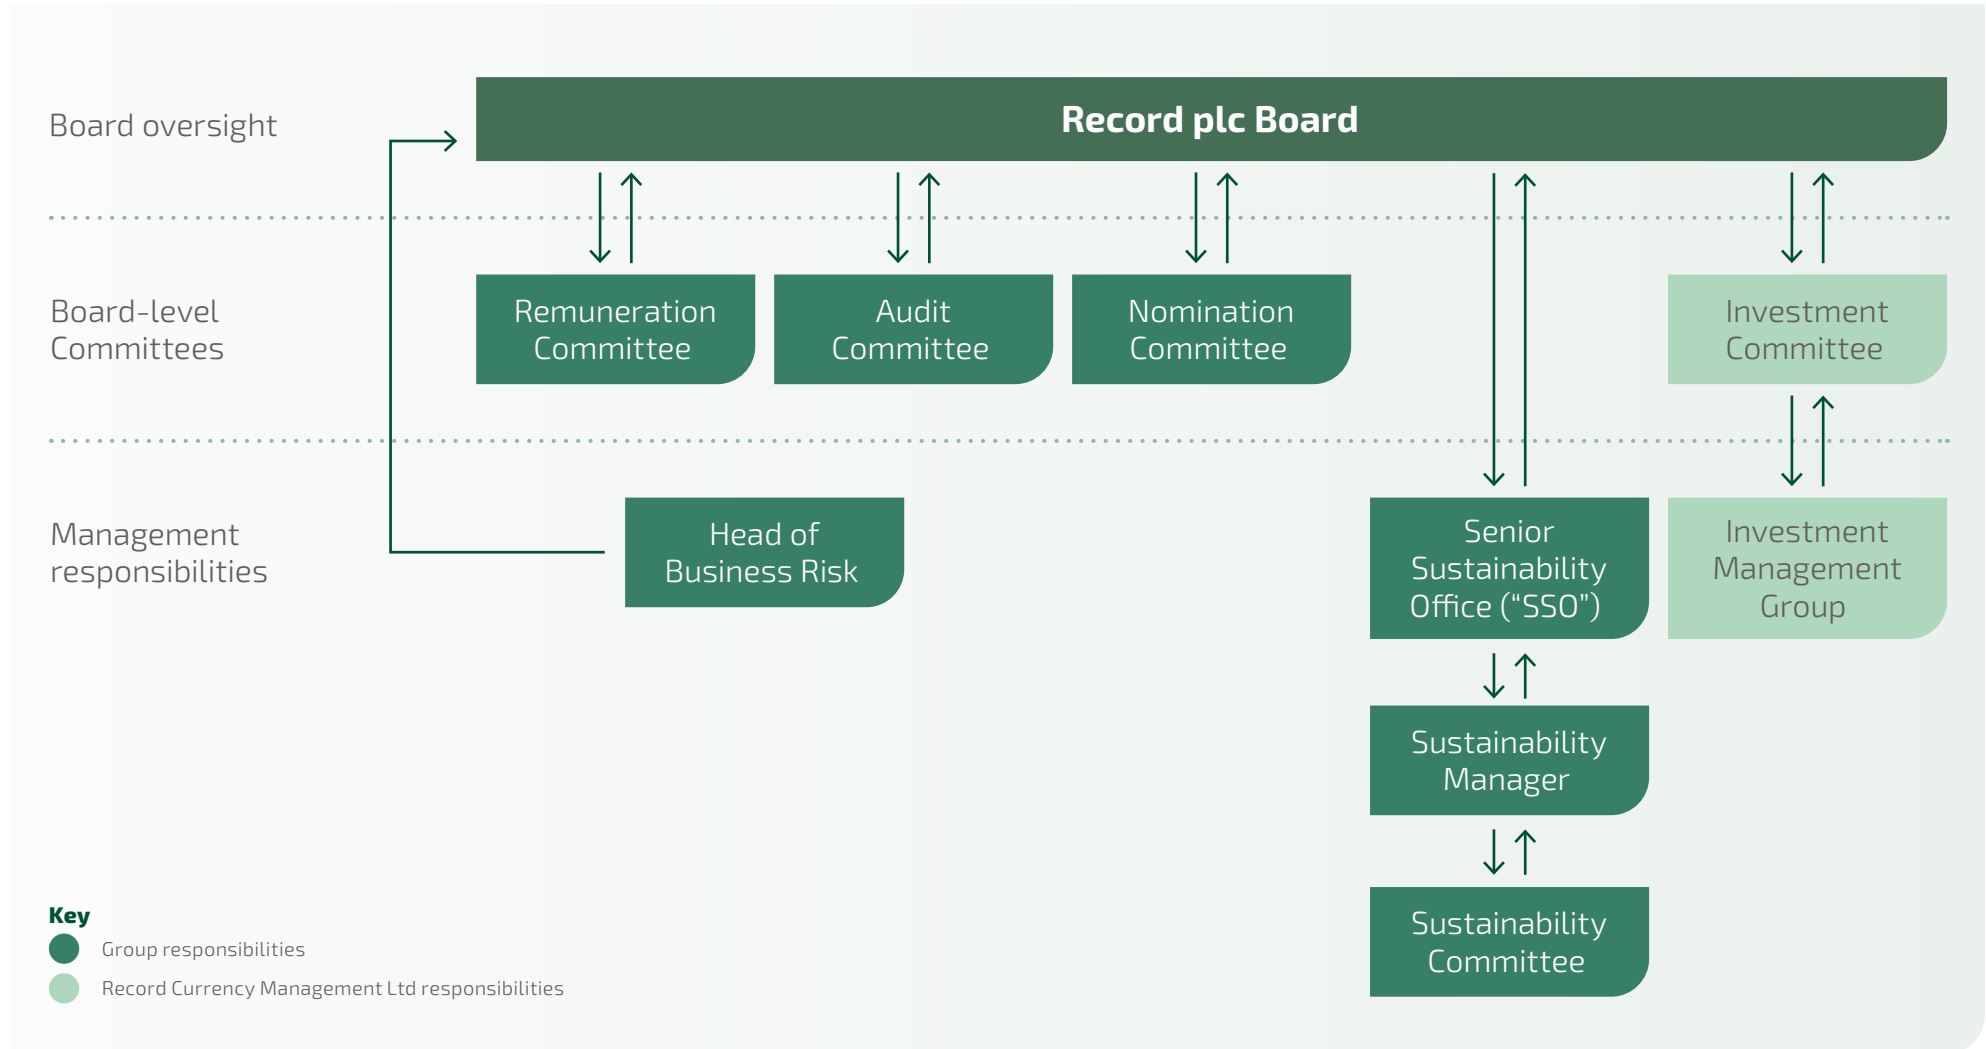 Board oversight
Record plc Board
Board-level
Committees
Remuneration
Committee
Audit
Committee
Nomination
Committee
Investment
Committee
Management
responsibilities
Head of
Business Risk
Senior
Sustainability
Office (“SSO”)
Investment
Management
Group
Sustainability
Manager
Sustainability
Committee
Key
Group responsibilities
Record Currency Management Ltd responsibilities